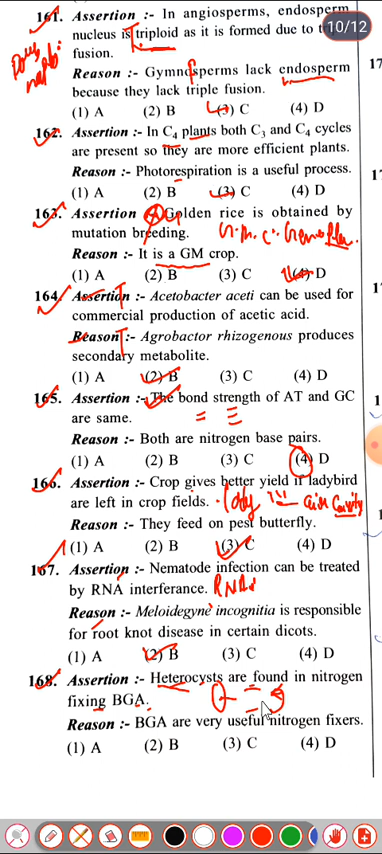 161. Assertion :- In angiosperms, endosperm
nucleus is triploid as it is formed due to
fusion.
10/12
Reason :- Gymnosperms lack endosperm
because they lack triple fusion.
(1) A (2) B (3) C (4) D
162. Assertion :- In C4 plants both C3 and C4 cycles
are present so they are more efficient plants.
Reason :- Photorespiration is a useful process.
(1) A (2) B (3) C (4) D
163. Assertion :- Golden rice is obtained by
mutation breeding.
Reason :- It is a GM crop.
(1) A (2) B (3) C (4) D
164. Assertion :- Acetobacter aceti can be used for
commercial production of acetic acid.
Reason :- Agrobactor rhizogenous produces
secondary metabolite.
(1) A (2) B (3) C (4) D
165. Assertion :- The bond strength of AT and GC
are same. = ≡
Reason :- Both are nitrogen base pairs.
(1) A (2) B (3) C (4) D
166. Assertion :- Crop gives better yield if ladybird
are left in crop fields.
Reason :- They feed on pest butterfly.
(1) A (2) B (3) C (4) D
167. Assertion :- Nematode infection can be treated
by RNA interferance. RNAi
Reason :- Meloidegyne incognitia is responsible
for root knot disease in certain dicots.
(1) A (2) B (3) C (4) D
168. Assertion :- Heterocysts are found in nitrogen
fixing BGA.
Reason :- BGA are very useful nitrogen fixers.
(1) A (2) B (3) C (4) D